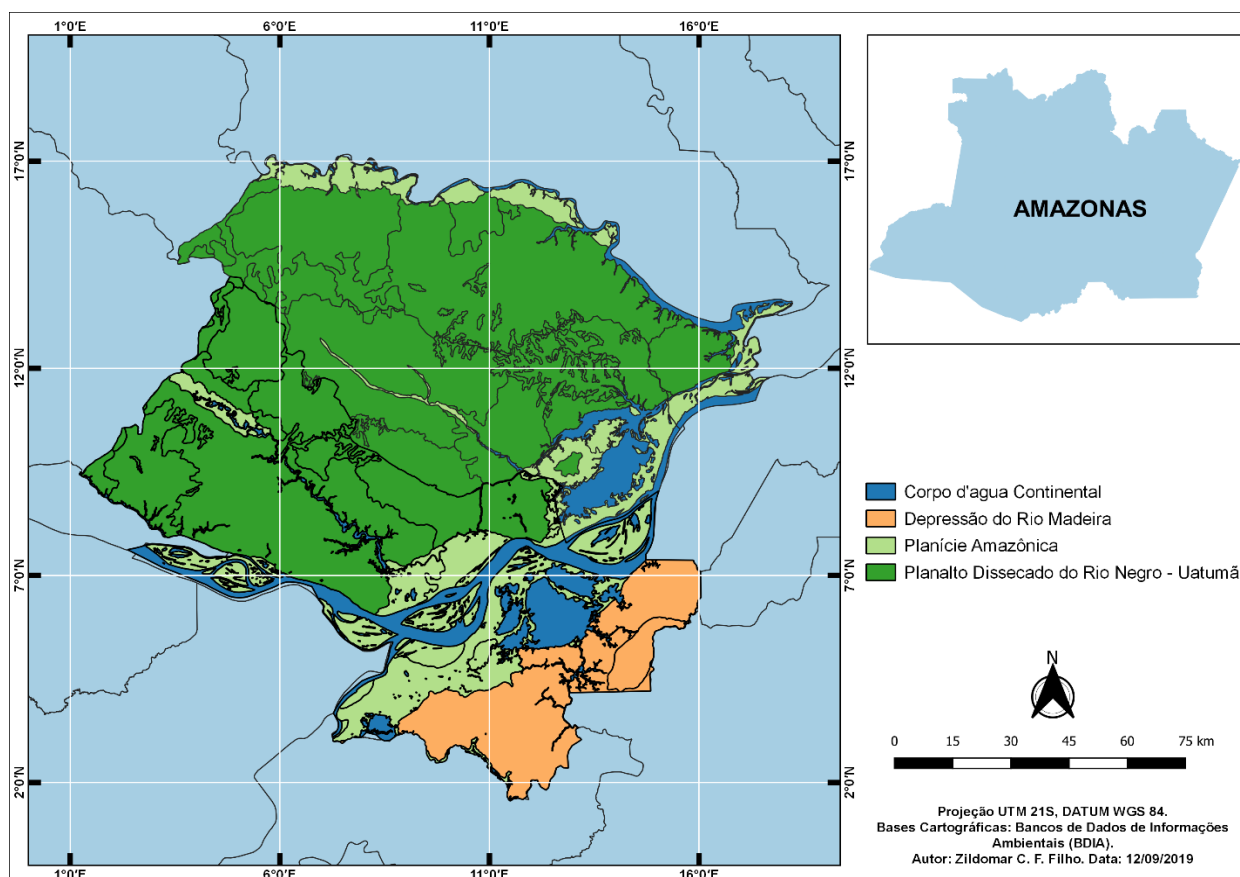 1°0'E 6°0'E 11°0'E 16°0'E
17°0'N 17°0'N
12°0'N 12°0'N
7°0'N 7°0'N
2°0'N 2°0'N
1°0'E 6°0'E 11°0'E 16°0'E
AMAZONAS
Corpo d'agua Continental
Depressão do Rio Madeira
Planície Amazônica
Planalto Dissecado do Rio Negro - Uatumã
N
0 15 30 45 60 75 km
Projeção UTM 21S, DATUM WGS 84.
Bases Cartográficas: Bancos de Dados de Informações
Ambientais (BDIA).
Autor: Zildomar C. F. Filho. Data: 12/09/2019